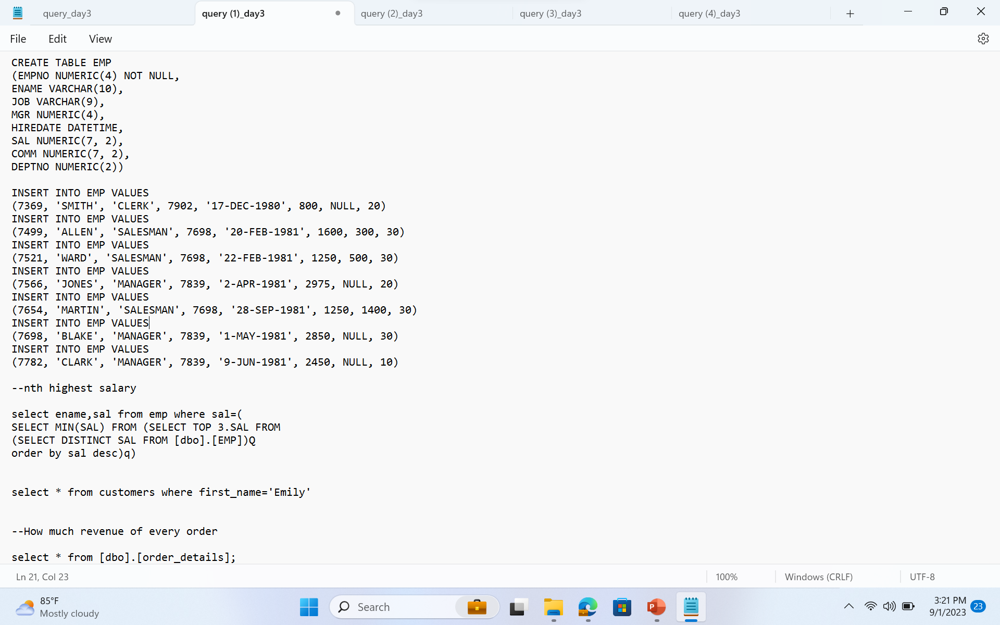 query_day3
query (1)_day3
query (2)_day3
query (3)_day3
query (4)_day3
File
Edit
View
CREATE TABLE EMP
(EMPNO NUMERIC(4) NOT NULL,
ENAME VARCHAR(10),
JOB VARCHAR(9),
MGR NUMERIC(4),
HIREDATE DATETIME,
SAL NUMERIC(7, 2),
COMM NUMERIC(7, 2),
DEPTNO NUMERIC(2))
INSERT INTO EMP VALUES
(7369, 'SMITH', 'CLERK', 7902, '17-DEC-1980', 800, NULL, 20)
INSERT INTO EMP VALUES
(7499, 'ALLEN', 'SALESMAN', 7698, '20-FEB-1981', 1600, 300, 30)
INSERT INTO EMP VALUES
(7521, 'WARD', 'SALESMAN', 7698, '22-FEB-1981', 1250, 500, 30)
INSERT INTO EMP VALUES
(7566, 'JONES', 'MANAGER', 7839, '2-APR-1981', 2975, NULL, 20)
INSERT INTO EMP VALUES
(7654, 'MARTIN', 'SALESMAN', 7698, '28-SEP-1981', 1250, 1400, 30)
INSERT INTO EMP VALUES
(7698, 'BLAKE', 'MANAGER', 7839, '1-MAY-1981', 2850, NULL, 30)
INSERT INTO EMP VALUES
(7782, 'CLARK', 'MANAGER', 7839, '9-JUN-1981', 2450, NULL, 10)
--nth highest salary
select ename,sal from emp where sal=(
SELECT MIN(SAL) FROM (SELECT TOP 3.SAL FROM
(SELECT DISTINCT SAL FROM [dbo].[EMP])Q
order by sal desc)q)
select * from customers where first_name='Emily'
--How much revenue of every order
select * from [dbo].[order_details];
Ln 21, Col 23
100%
Windows (CRLF)
UTF-8
85°F
Mostly cloudy
Search
P
3:21 PM
9/1/2023
23